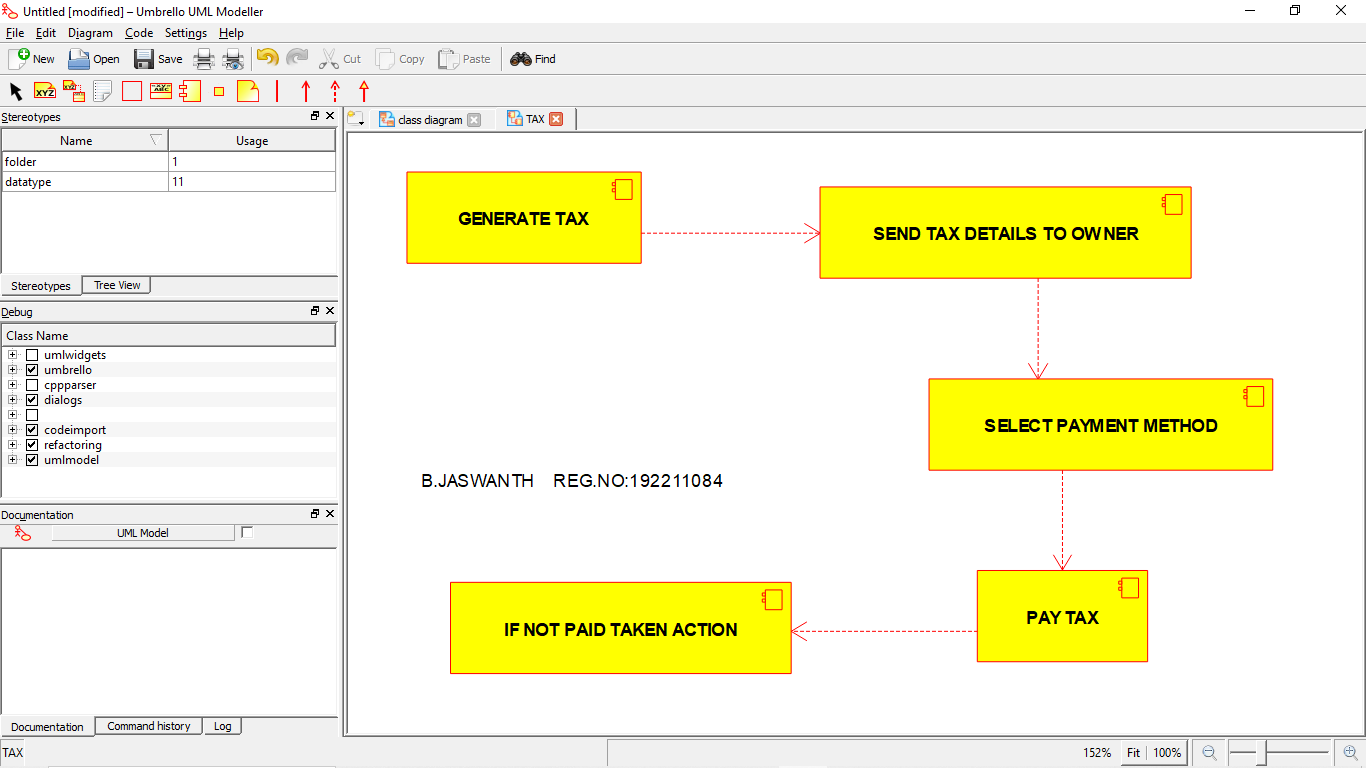 Untitled [modified] – Umbrello UML Modeller
File Edit Diagram Code Settings Help
New Open Save Cut Copy Paste Find
XYZ XYZ ABC
Stereotypes
class diagram TAX
Name Usage
folder 1
datatype 11
Stereotypes Tree View
Debug
Class Name
umlwidgets
umbrello
cppparser
dialogs
codeimport
refactoring
umlmodel
Documentation
UML Model
Documentation Command history Log
GENERATE TAX
SEND TAX DETAILS TO OWNER
SELECT PAYMENT METHOD
B.JASWANTH REG.NO:192211084
PAY TAX
IF NOT PAID TAKEN ACTION
TAX
152% Fit 100%